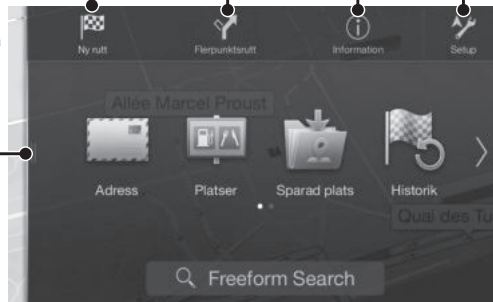 Ny rutt
Flerpunktsrutt
Information
Setup
Allée Marcel Proust
Adress
Platser
Sparad plats
Historik
Quai des Tu
Freeform Search